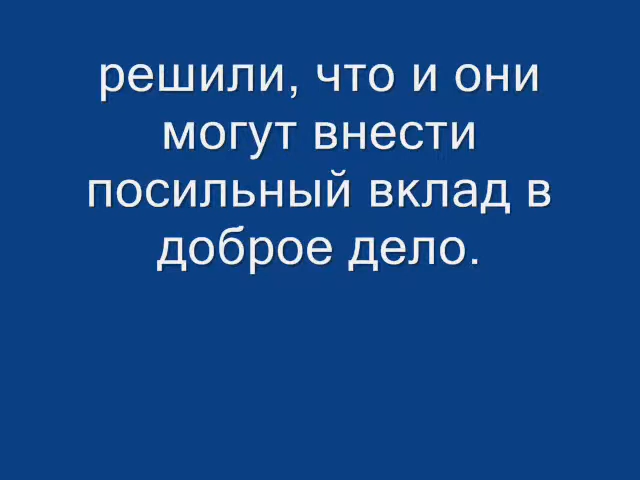 решили, что и они
могут внести
посильный вклад в
доброе дело.